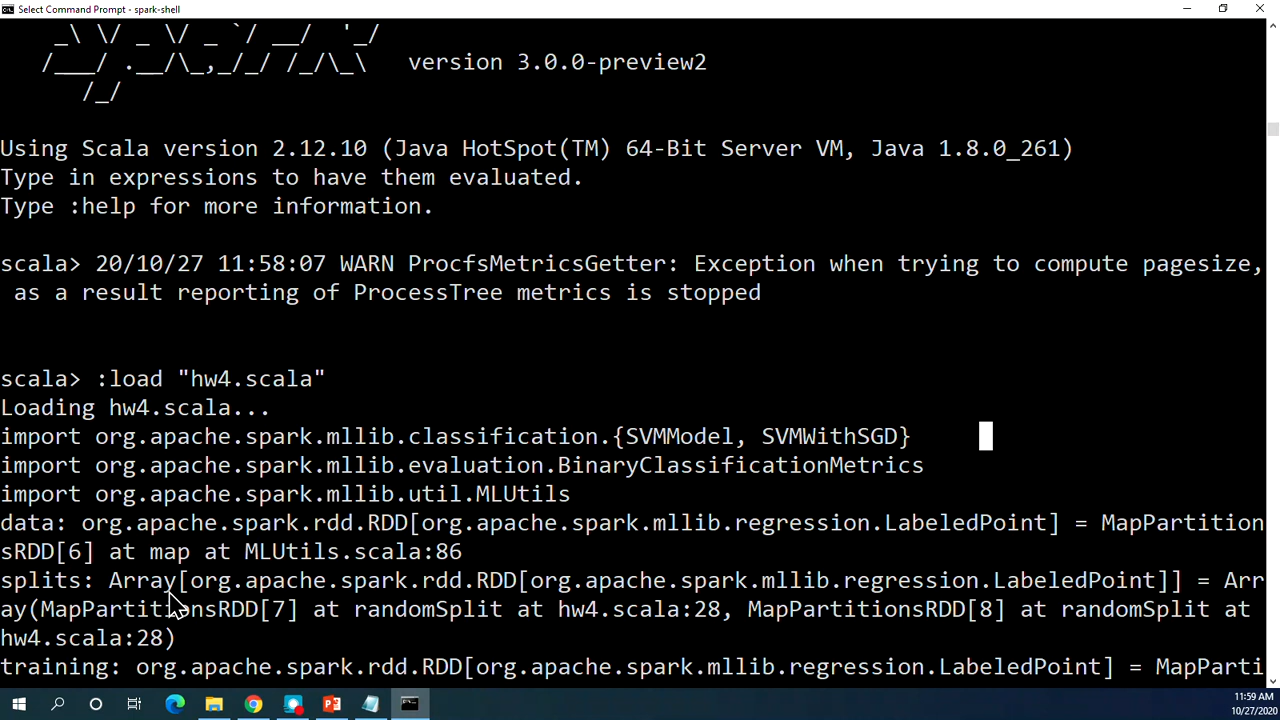 Select Command Prompt - spark-shell
_\ \/ _ \/ _ `/ __/  '_/
/___/ .__/\_,_/_/ /_/\_\   version 3.0.0-preview2
/_/
Using Scala version 2.12.10 (Java HotSpot(TM) 64-Bit Server VM, Java 1.8.0_261)
Type in expressions to have them evaluated.
Type :help for more information.
scala> 20/10/27 11:58:07 WARN ProcfsMetricsGetter: Exception when trying to compute pagesize,
 as a result reporting of ProcessTree metrics is stopped
scala> :load "hw4.scala"
Loading hw4.scala...
import org.apache.spark.mllib.classification.{SVMModel, SVMWithSGD}
import org.apache.spark.mllib.evaluation.BinaryClassificationMetrics
import org.apache.spark.mllib.util.MLUtils
data: org.apache.spark.rdd.RDD[org.apache.spark.mllib.regression.LabeledPoint] = MapPartition
sRDD[6] at map at MLUtils.scala:86
splits: Array[org.apache.spark.rdd.RDD[org.apache.spark.mllib.regression.LabeledPoint]] = Arr
ay(MapPartitionsRDD[7] at randomSplit at hw4.scala:28, MapPartitionsRDD[8] at randomSplit at
hw4.scala:28)
training: org.apache.spark.rdd.RDD[org.apache.spark.mllib.regression.LabeledPoint] = MapParti
11:59 AM
10/27/2020